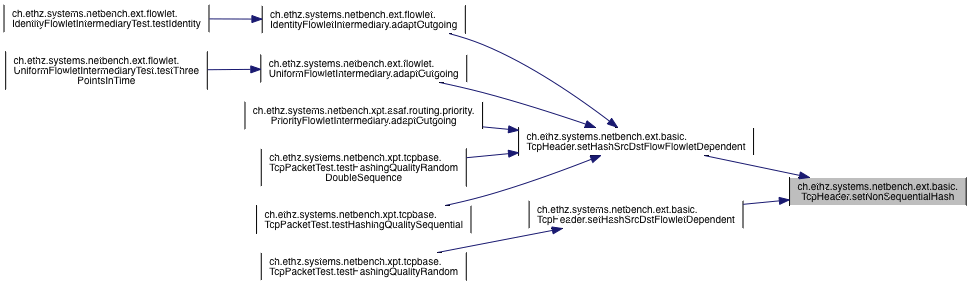 ch.ethz.systems.netbench.ext.flowlet.
IdentityFlowletIntermediaryTest.testIdentity
ch.ethz.systems.netbench.ext.flowlet.
IdentityFlowletIntermediary.adaptOutgoing
ch.ethz.systems.netbench.ext.flowlet.
UniformFlowletIntermediaryTest.testThree
PointsInTime
ch.ethz.systems.netbench.ext.flowlet.
UniformFlowletIntermediary.adaptOutgoing
ch.ethz.systems.netbench.xpt.asaf.routing.priority.
PriorityFlowletIntermediary.adaptOutgoing
ch.ethz.systems.netbench.ext.basic.
TcpHeader.setHashSrcDstFlowFlowletDependent
ch.ethz.systems.netbench.xpt.tcpbase.
TcpPacketTest.testHashingQualityRandom
DoubleSequence
ch.ethz.systems.netbench.ext.basic.
TcpHeader.setNonSequentialHash
ch.ethz.systems.netbench.xpt.tcpbase.
TcpPacketTest.testHashingQualitySequential
ch.ethz.systems.netbench.ext.basic.
TcpHeader.setHashSrcDstFlowletDependent
ch.ethz.systems.netbench.xpt.tcpbase.
TcpPacketTest.testHashingQualityRandom